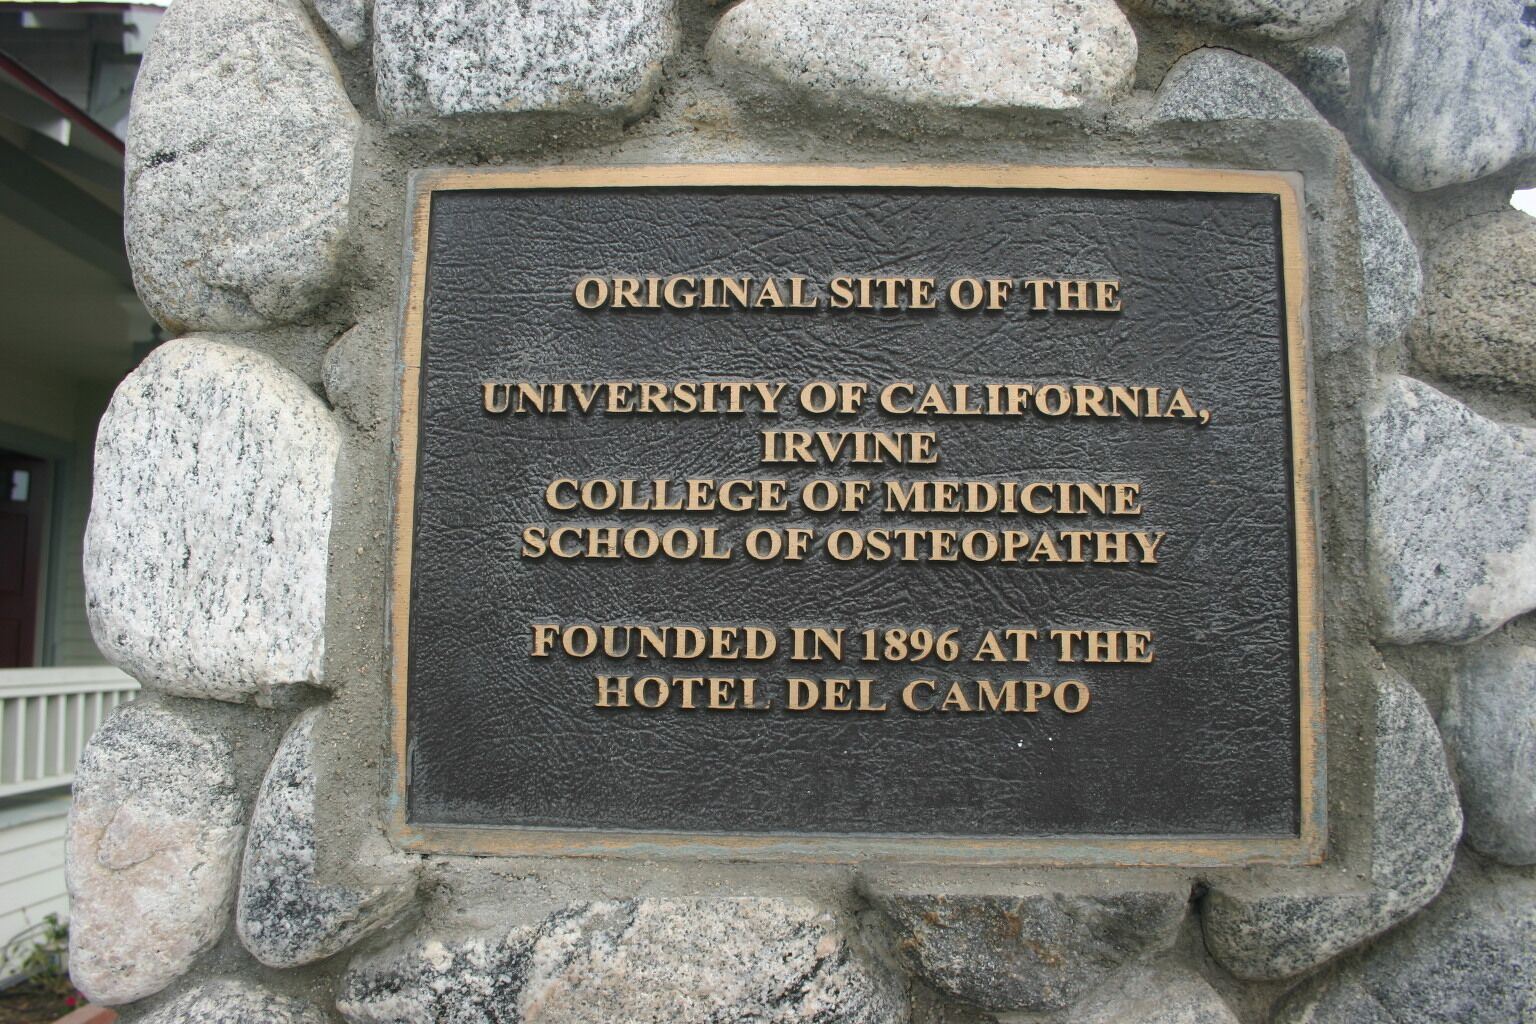 ORIGINAL SITE OF THE
UNIVERSITY OF CALIFORNIA,
IRVINE
COLLEGE OF MEDICINE
SCHOOL OF OSTEOPATHY
FOUNDED IN 1896 AT THE
HOTEL DEL CAMPO